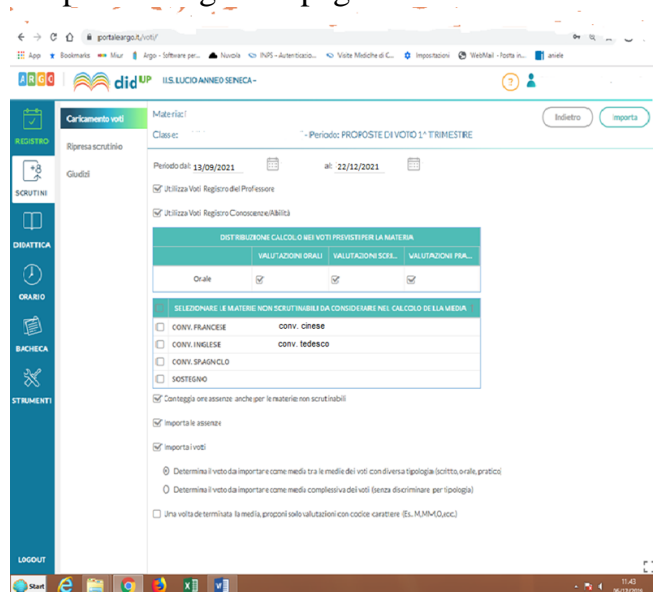 portaleargo.it/voti/
App Bookmarks Miur Argo - Software per... Nuvola INPS - Autenticazio... Visite Mediche di C... Impostazioni WebMail - Posta in... aniele
ARGO didUP I.I.S. LUCIO ANNEO SENECA -
REGISTRO
SCRUTINI
DIDATTICA
ORARIO
BACHECA
STRUMENTI
LOGOUT
Caricamento voti
Ripresa scrutinio
Giudizi
Materia:
Classe: - Periodo: PROPOSTE DI VOTO 1^ TRIMESTRE
Indietro Importa
Periodo dal: 13/09/2021 al: 22/12/2021
Utilizza Voti Registro del Professore
Utilizza Voti Registro Conoscenze/Abilità
DISTRIBUZIONE CALCOLO NEI VOTI PREVISTI PER LA MATERIA
VALUTAZIONI ORALI VALUTAZIONI SCRI... VALUTAZIONI PRA...
Orale
SELEZIONARE LE MATERIE NON SCRUTINABILI DA CONSIDERARE NEL CALCOLO DELLA MEDIA
CONV. FRANCESE conv. cinese
CONV. INGLESE conv. tedesco
CONV. SPAGNOLO
SOSTEGNO
Conteggia ore assenze anche per le materie non scrutinabili
Importa le assenze
Importa i voti
Determina il voto da importare come media tra le medie dei voti con diversa tipologia (scritto, orale, pratico)
Determina il voto da importare come media complessiva dei voti (senza discriminare per tipologia)
Una volta determinata la media, proponi solo valutazioni con codice carattere (Es. M,MM,O,ecc.)
Start
11.43